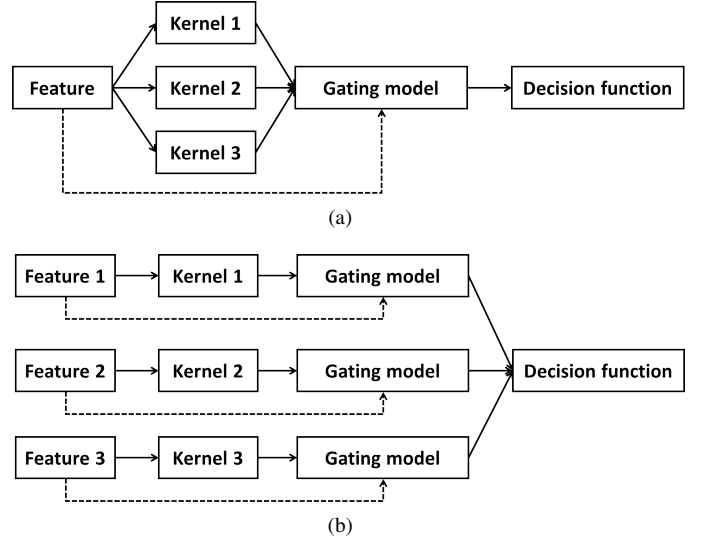 Kernel 1
Feature
Kernel 2
Gating model
Decision function
Kernel 3
(a)
Feature 1
Kernel 1
Gating model
Feature 2
Kernel 2
Gating model
Decision function
Feature 3
Kernel 3
Gating model
(b)